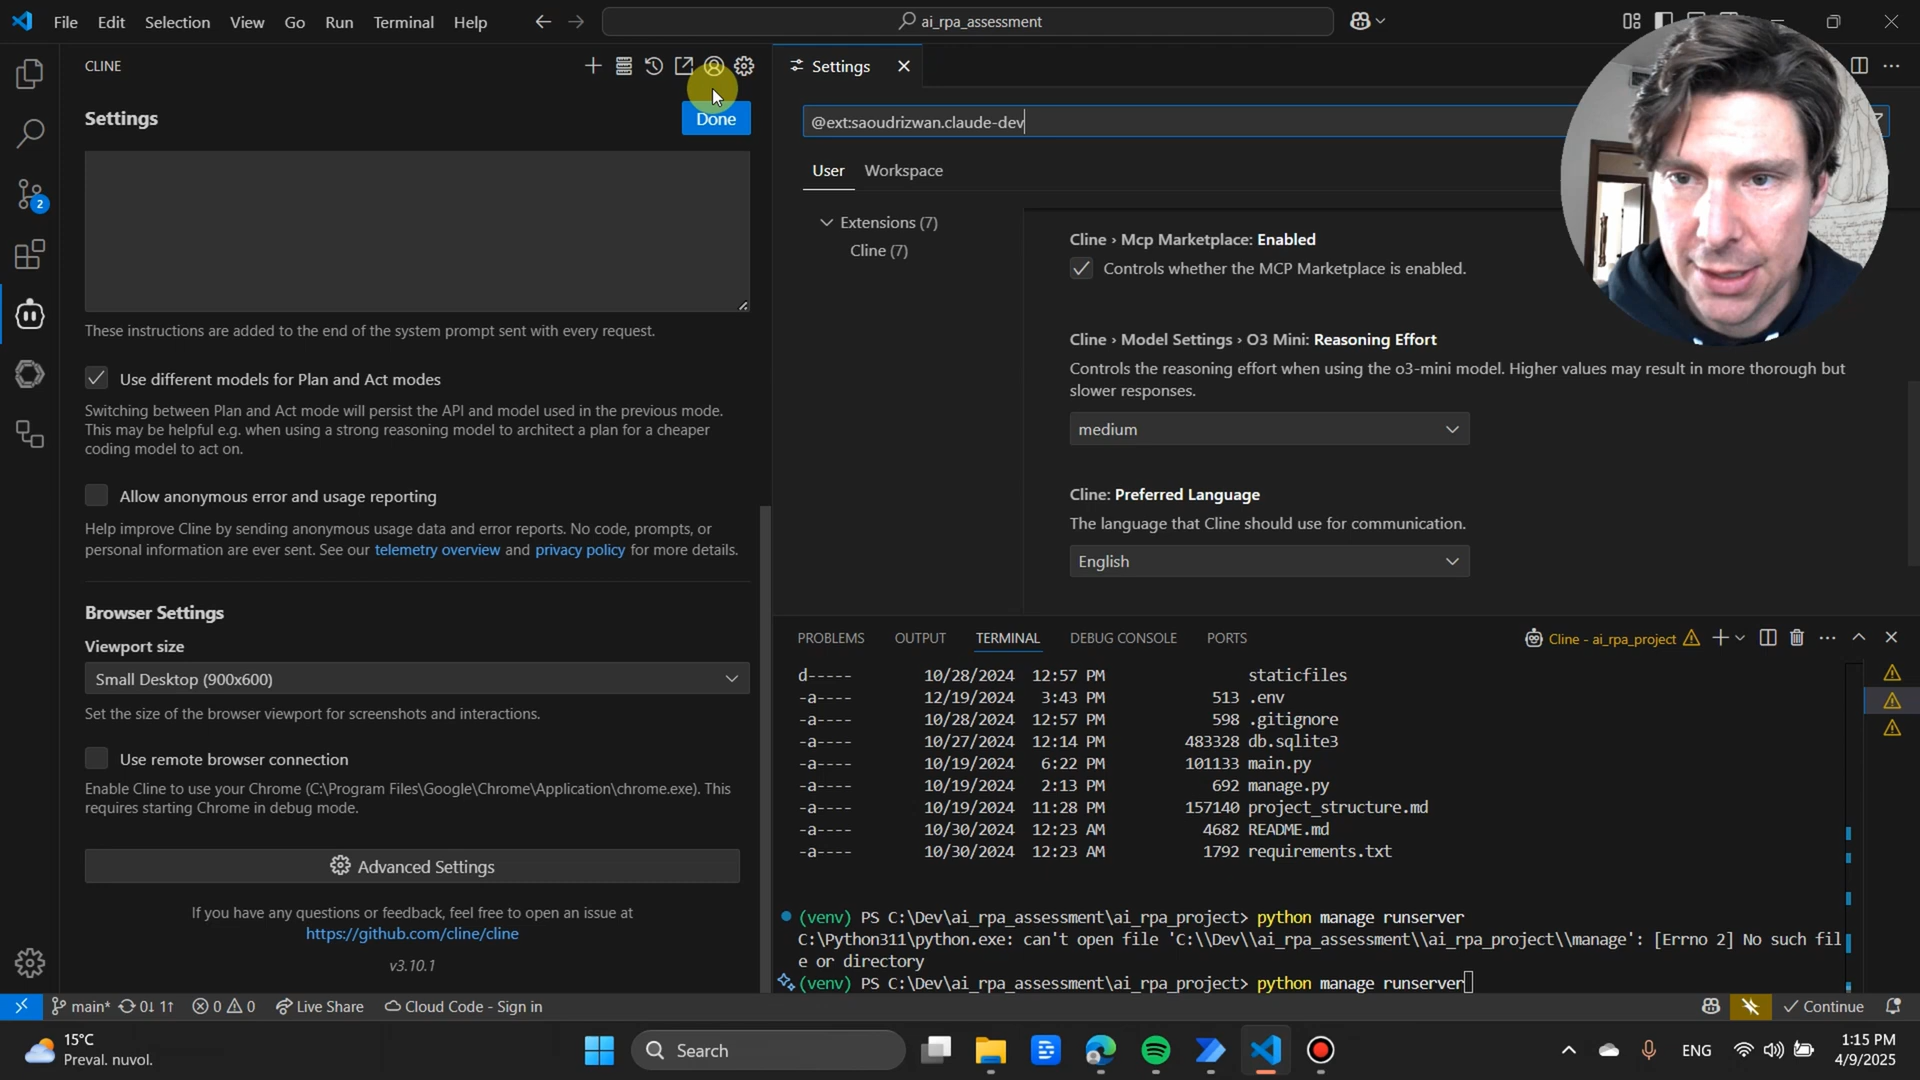 File Edit Selection View Go Run Terminal Help
ai_rpa_assessment
CLINE
Settings
Done
These instructions are added to the end of the system prompt sent with every request.
Use different models for Plan and Act modes
Switching between Plan and Act mode will persist the API and model used in the previous mode.
This may be helpful e.g. when using a strong reasoning model to architect a plan for a cheaper
coding model to act on.
Allow anonymous error and usage reporting
Help improve Cline by sending anonymous usage data and error reports. No code, prompts, or
personal information are ever sent. See our telemetry overview and privacy policy for more details.
Browser Settings
Viewport size
Small Desktop (900x600)
Set the size of the browser viewport for screenshots and interactions.
Use remote browser connection
Enable Cline to use your Chrome (C:\Program Files\Google\Chrome\Application\chrome.exe). This
requires starting Chrome in debug mode.
Advanced Settings
If you have any questions or feedback, feel free to open an issue at
https://github.com/cline/cline
v3.10.1
2
Settings
@ext:saoudrizwan.claude-dev
User Workspace
Extensions (7)
Cline (7)
Cline › Mcp Marketplace: Enabled
Controls whether the MCP Marketplace is enabled.
Cline › Model Settings › O3 Mini: Reasoning Effort
Controls the reasoning effort when using the o3-mini model. Higher values may result in more thorough but
slower responses.
medium
Cline: Preferred Language
The language that Cline should use for communication.
English
PROBLEMS OUTPUT TERMINAL DEBUG CONSOLE PORTS
Cline - ai_rpa_project
d----- 10/28/2024 12:57 PM staticfiles
-a---- 12/19/2024 3:43 PM 513 .env
-a---- 10/28/2024 12:57 PM 598 .gitignore
-a---- 10/27/2024 12:14 PM 483328 db.sqlite3
-a---- 10/19/2024 6:22 PM 101133 main.py
-a---- 10/19/2024 2:13 PM 692 manage.py
-a---- 10/19/2024 11:28 PM 157140 project_structure.md
-a---- 10/30/2024 12:23 AM 4682 README.md
-a---- 10/30/2024 12:23 AM 1792 requirements.txt
(venv) PS C:\Dev\ai_rpa_assessment\ai_rpa_project> python manage runserver
C:\Python311\python.exe: can't open file 'C:\\Dev\\ai_rpa_assessment\\ai_rpa_project\\manage': [Errno 2] No such fil
e or directory
(venv) PS C:\Dev\ai_rpa_assessment\ai_rpa_project> python manage runserver
main* 0↓ 1↑ 0 0 Live Share Cloud Code - Sign in
Continue
15°C
Preval. nuvol.
Search
ENG
1:15 PM
4/9/2025